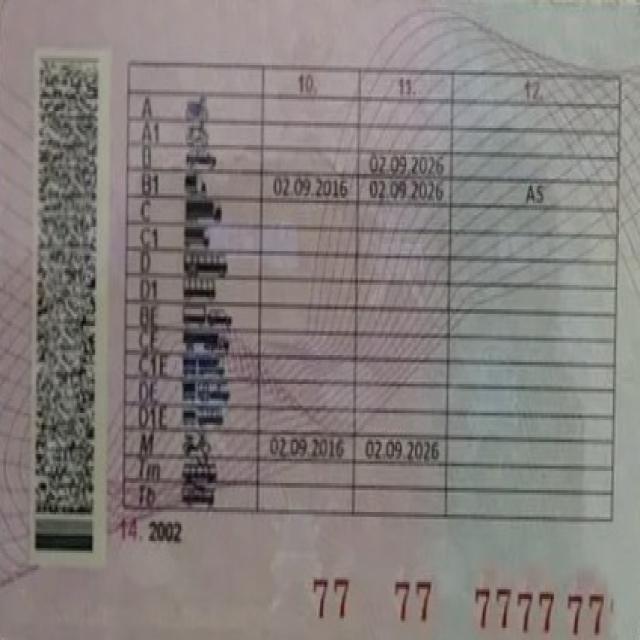 10. 11. 12.
A
A1
B 02.09.2026
B1 02.09.2016 02.09.2026 AS
C
C1
D
D1
BE
CE
C1E
DE
D1E
M 02.09.2016 02.09.2026
Tm
Tb
14. 2002
77 77 7777 77